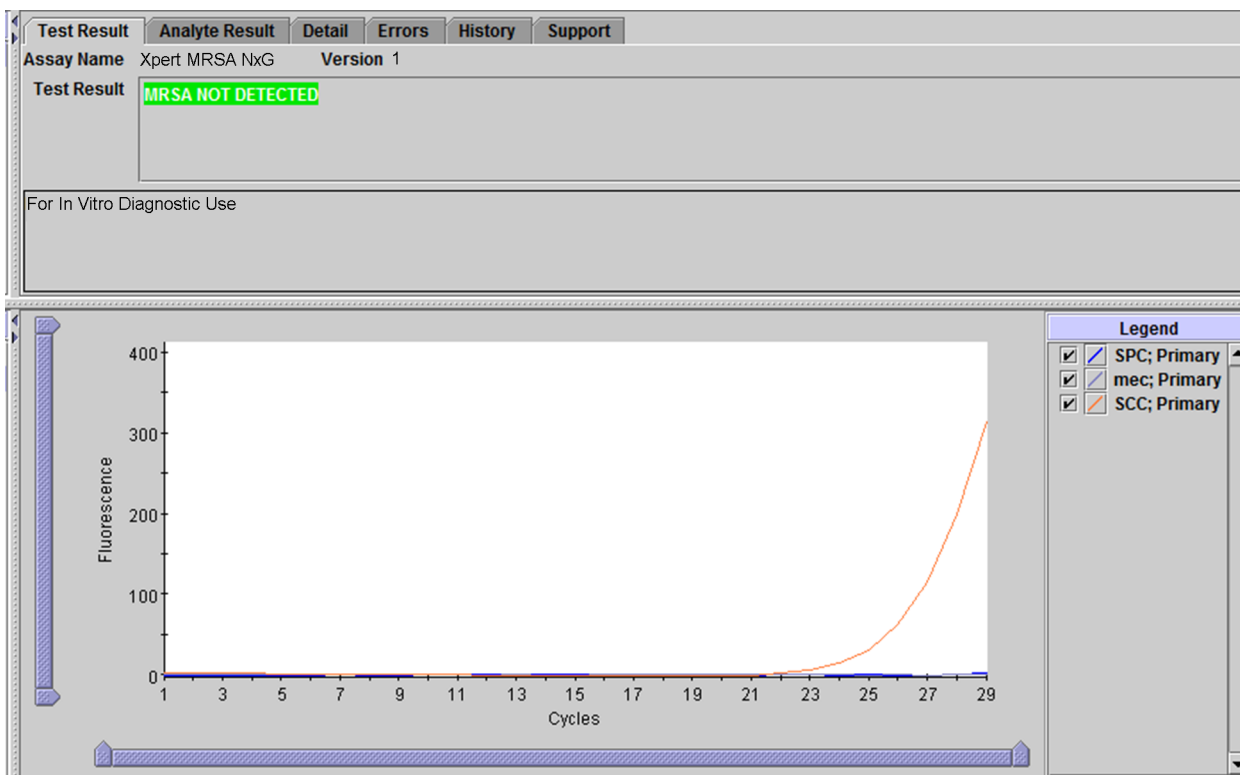 Test Result Analyte Result Detail Errors History Support
Assay Name Xpert MRSA NxG Version 1
Test Result MRSA NOT DETECTED
For In Vitro Diagnostic Use
Legend
SPC; Primary
mec; Primary
SCC; Primary
400
300
200
100
0
Fluorescence
1 3 5 7 9 11 13 15 17 19 21 23 25 27 29
Cycles